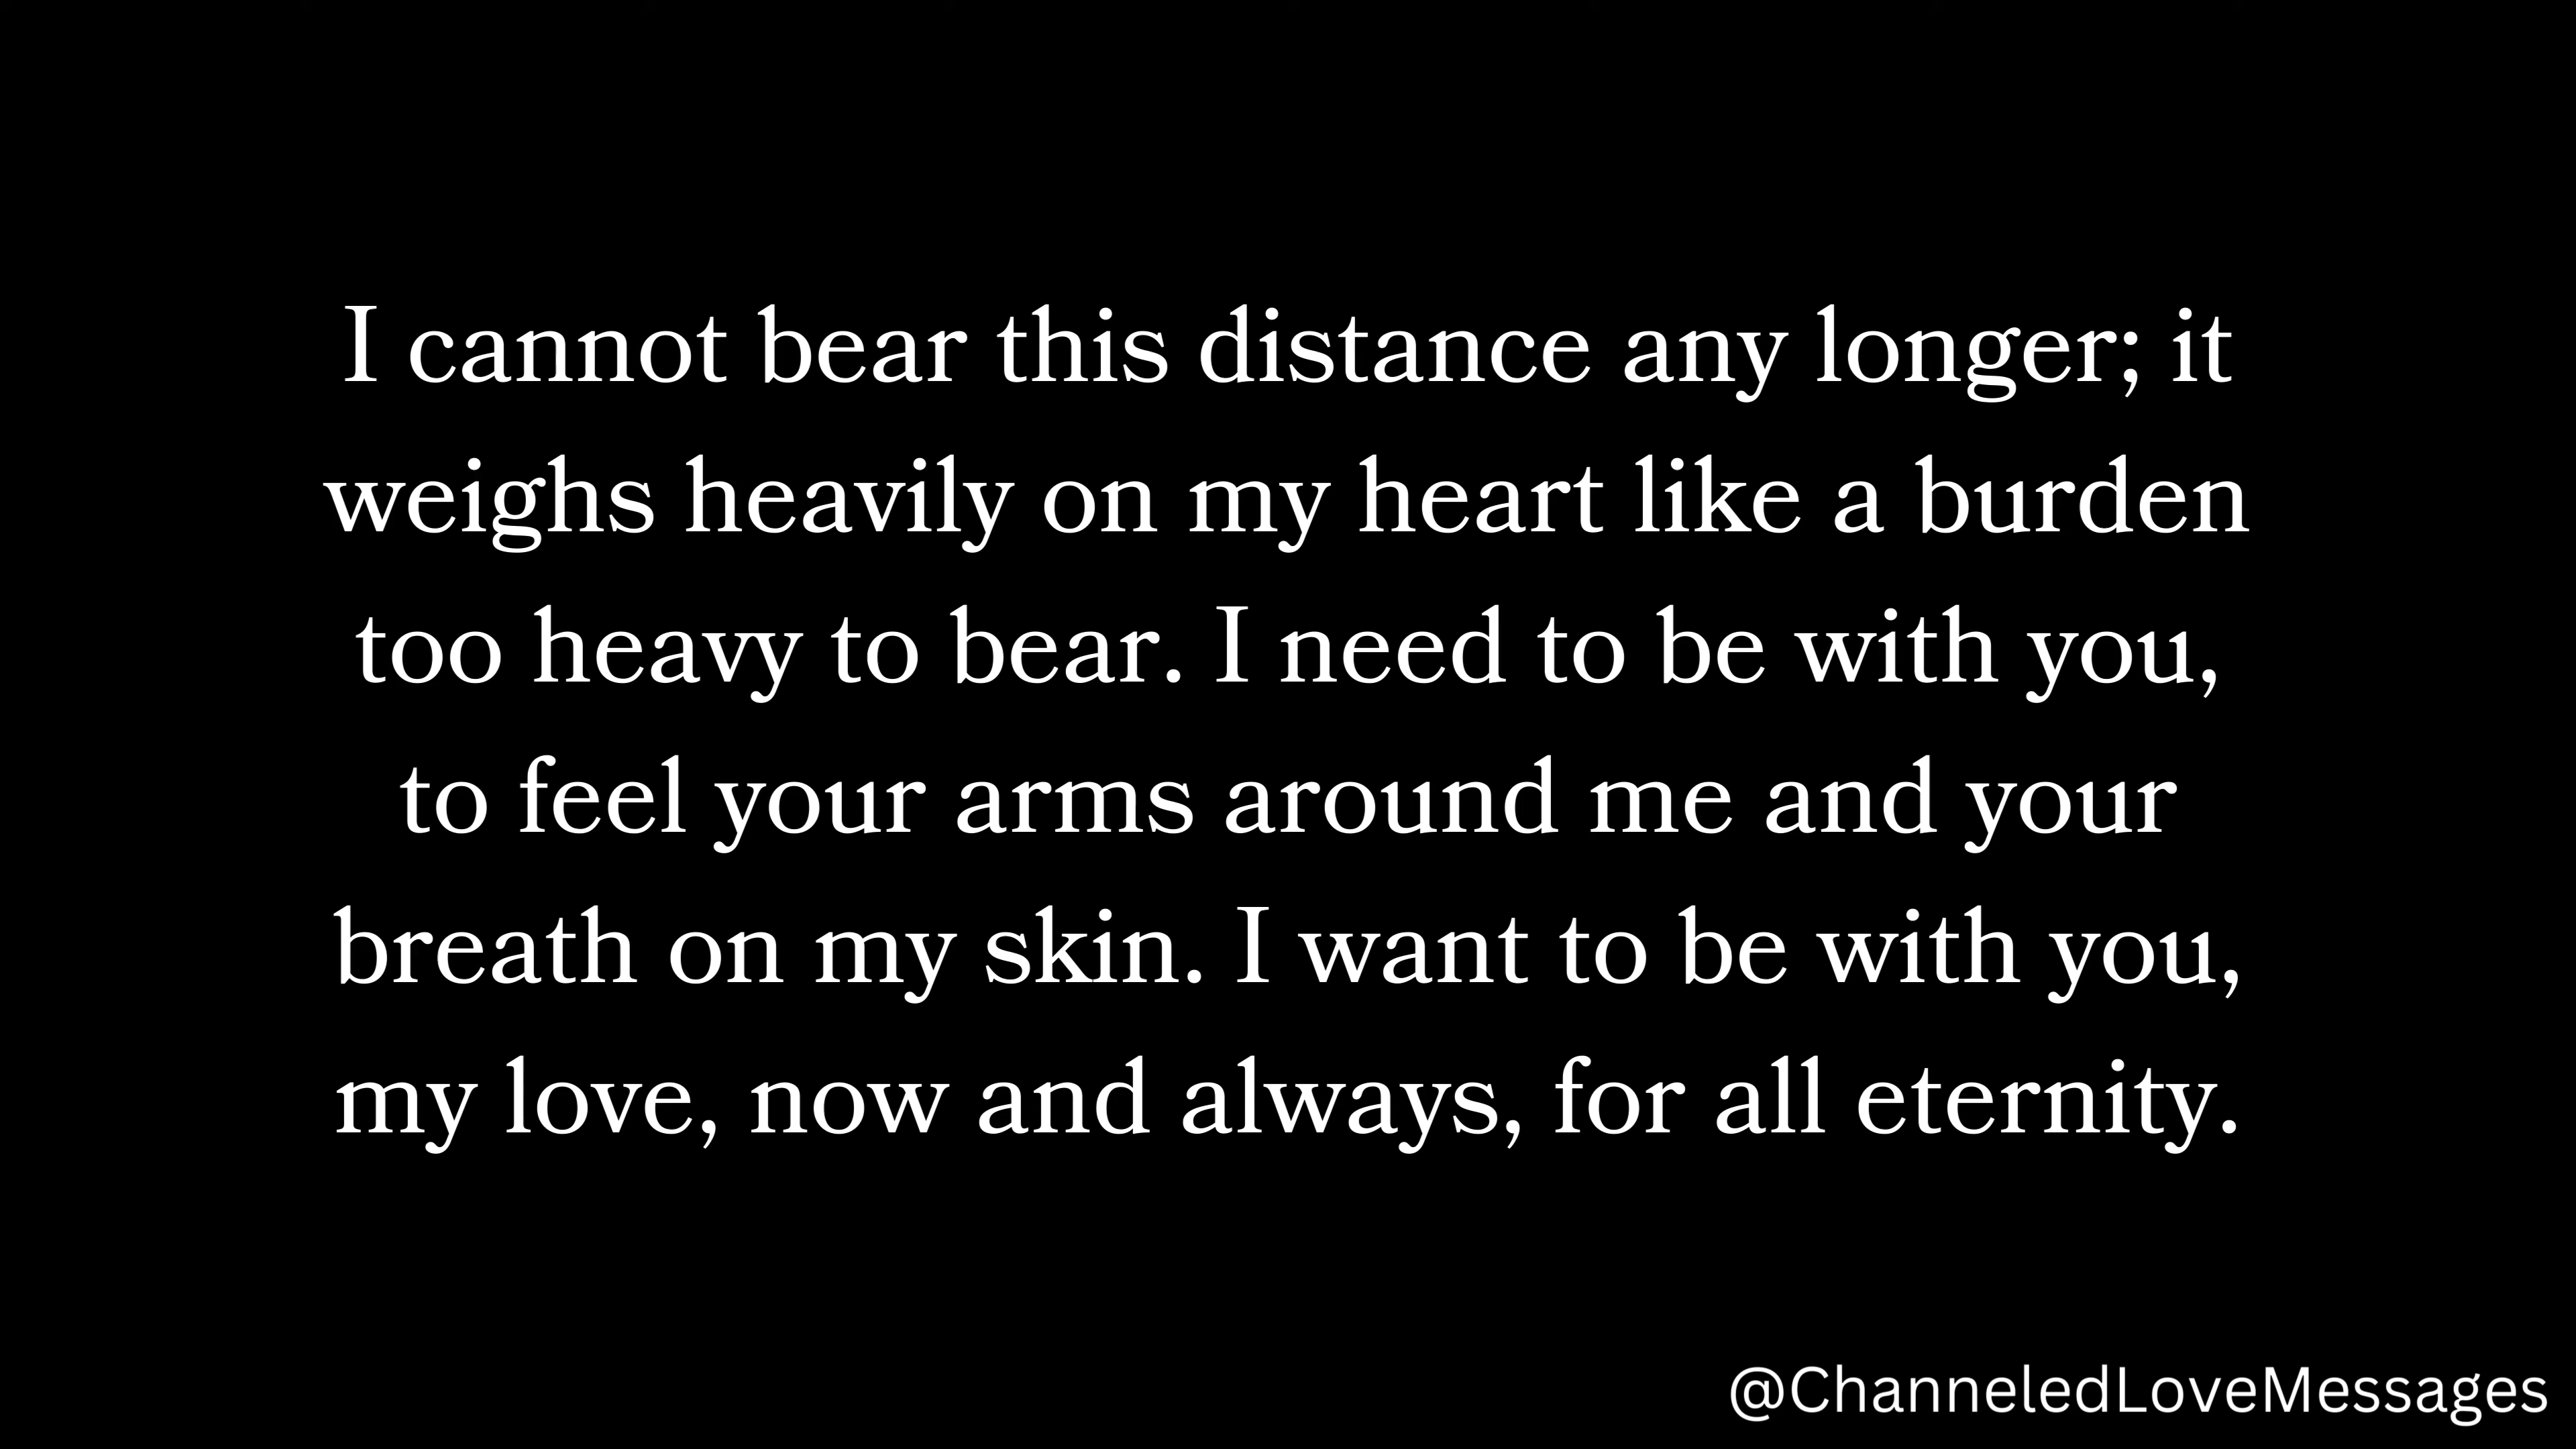 I cannot bear this distance any longer; it
weighs heavily on my heart like a burden
too heavy to bear. I need to be with you,
to feel your arms around me and your
breath on my skin. I want to be with you,
my love, now and always, for all eternity.
@ChanneledLoveMessages